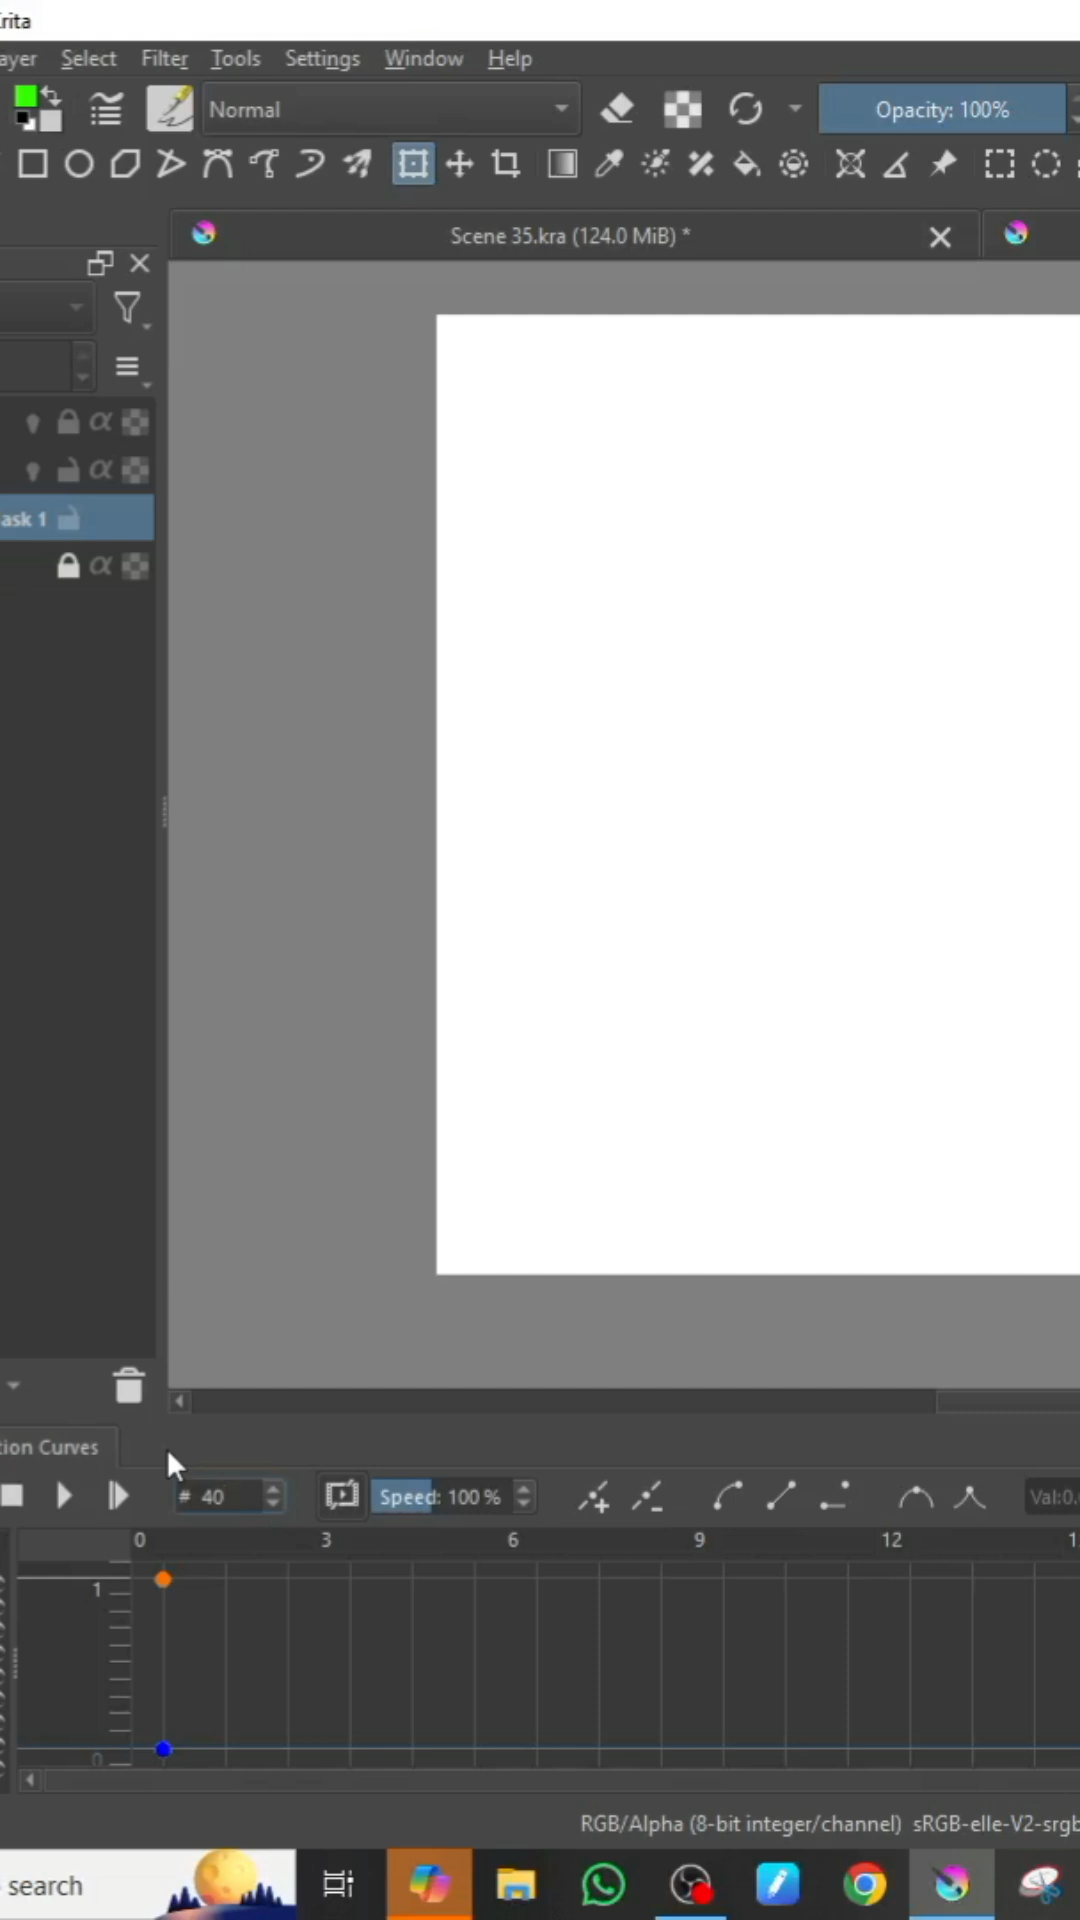 rita
ayer Select Filter Tools Settings Window Help
Normal Opacity: 100%
Scene 35.kra (124.0 MiB) *
α
α
ask 1
α
tion Curves
# 40 Speed: 100 % Val:0.
0 3 6 9 12 1
1
0
RGB/Alpha (8-bit integer/channel) sRGB-elle-V2-srgb
search